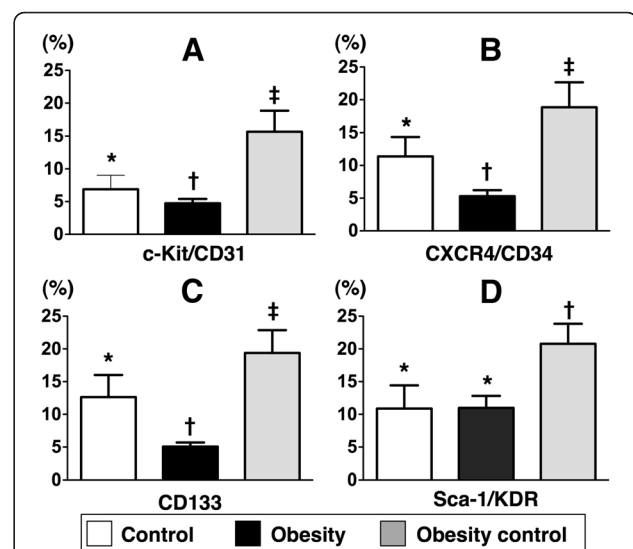 (%) A
25
20
15
10
5
0
* † ‡
c-Kit/CD31
(%) B
25
20
15
10
5
0
* † ‡
CXCR4/CD34
(%) C
25
20
15
10
5
0
* † ‡
CD133
(%) D
25
20
15
10
5
0
* * †
Sca-1/KDR
Control Obesity Obesity control